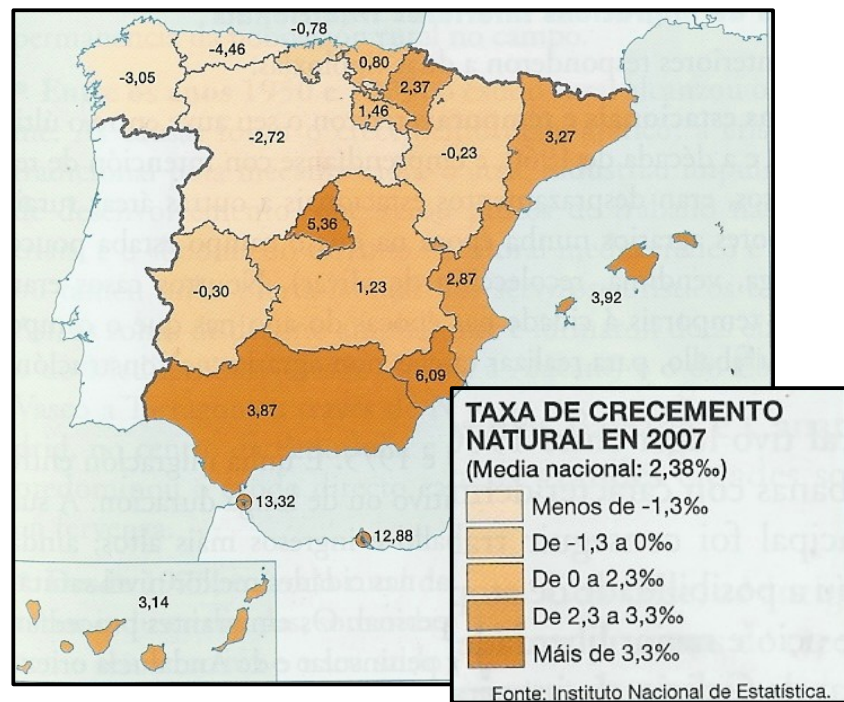 -0,78
-4,46
-3,05
0,80
2,37
1,46
-2,72
-0,23
3,27
5,36
-0,30
1,23
2,87
3,92
6,09
3,87
13,32
12,88
3,14
TAXA DE CRECEMENTO
NATURAL EN 2007
(Media nacional: 2,38‰)
Menos de -1,3‰
De -1,3 a 0‰
De 0 a 2,3‰
De 2,3 a 3,3‰
Máis de 3,3‰
Fonte: Instituto Nacional de Estatística.